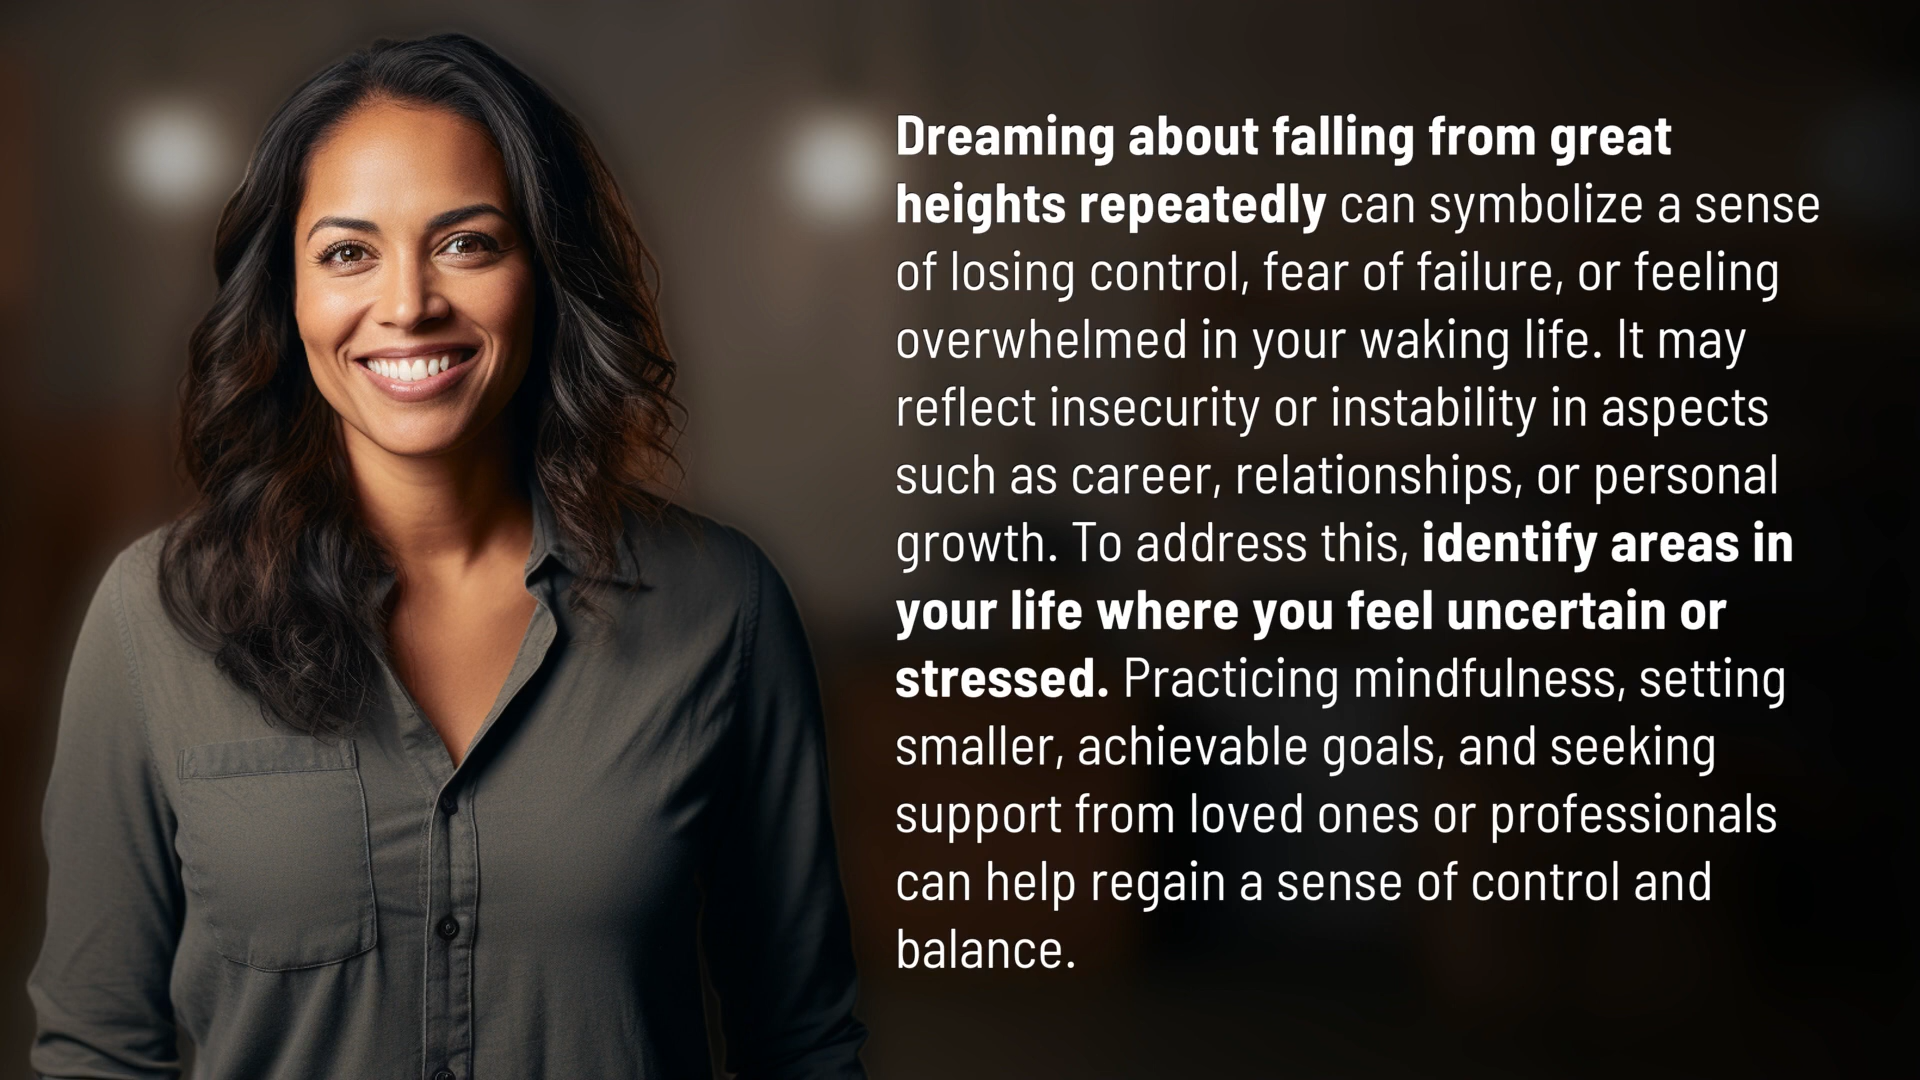 Dreaming about falling from great
heights repeatedly can symbolize a sense
of losing control, fear of failure, or feeling
overwhelmed in your waking life. It may
reflect insecurity or instability in aspects
such as career, relationships, or personal
growth. To address this, identify areas in
your life where you feel uncertain or
stressed. Practicing mindfulness, setting
smaller, achievable goals, and seeking
support from loved ones or professionals
can help regain a sense of control and
balance.